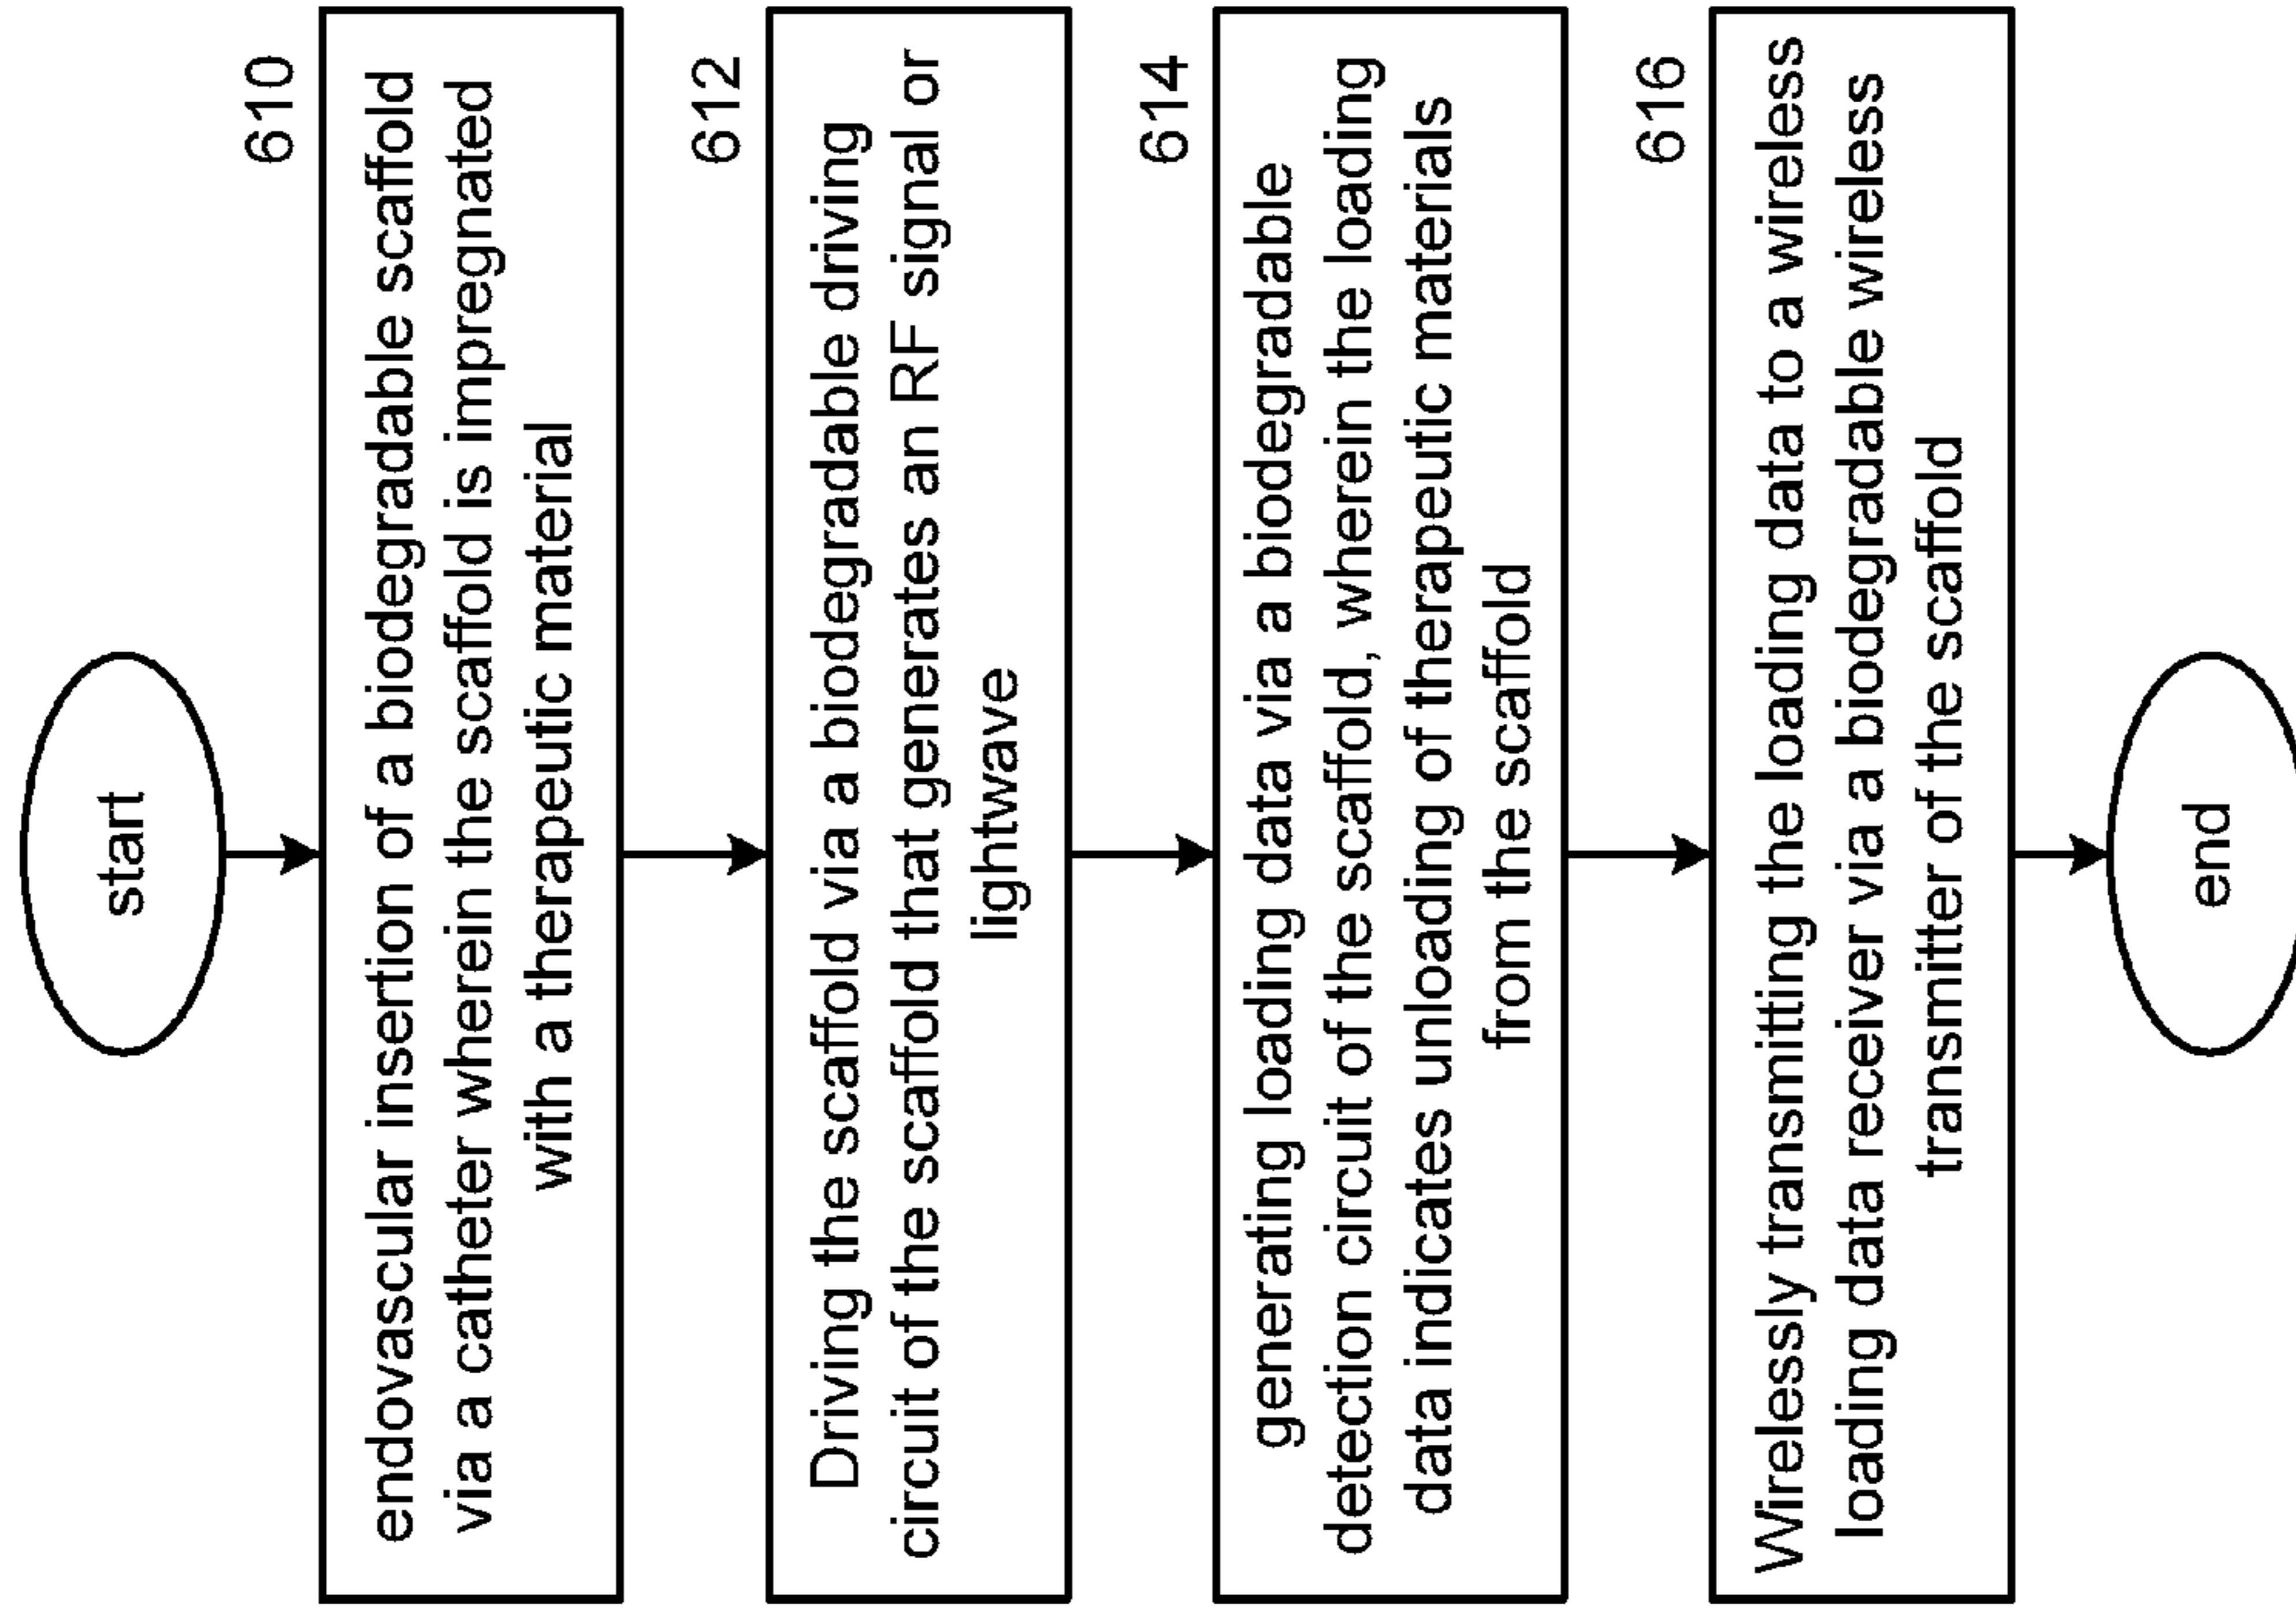 start
610
endovascular insertion of a biodegradable scaffold
via a catheter wherein the scaffold is impregnated
with a therapeutic material
612
Driving the scaffold via a biodegradable driving
circuit of the scaffold that generates an RF signal or
lightwave
614
generating loading data via a biodegradable
detection circuit of the scaffold, wherein the loading
data indicates unloading of therapeutic materials
from the scaffold
616
Wirelessly transmitting the loading data to a wireless
loading data receiver via a biodegradable wireless
transmitter of the scaffold
end